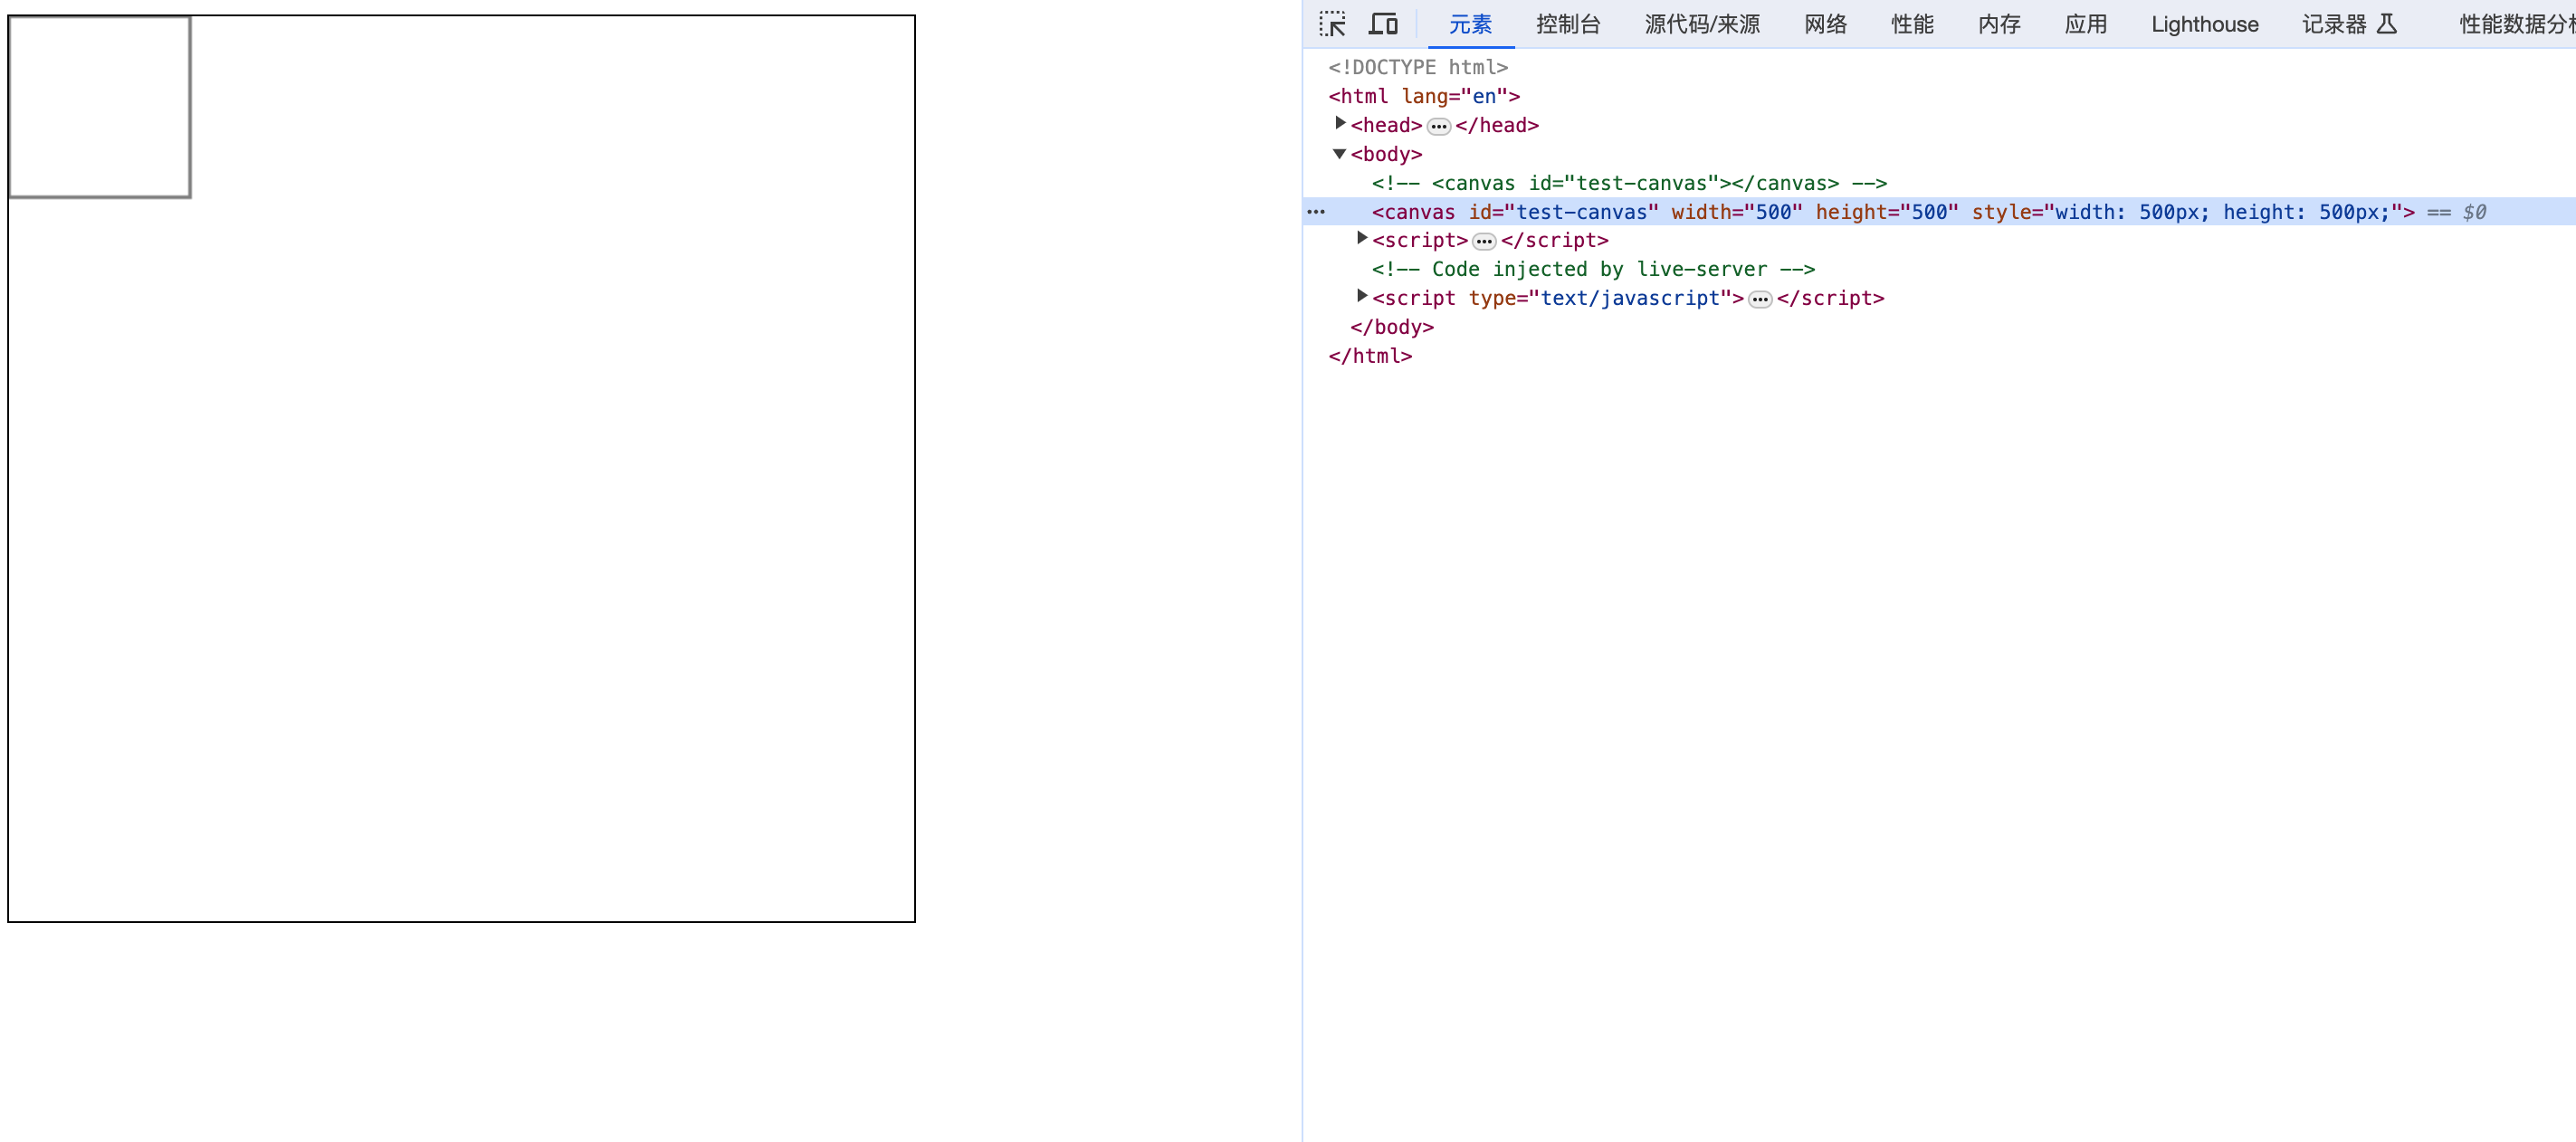 元素 控制台 源代码/来源 网络 性能 内存 应用 Lighthouse 记录器 性能数据分
<!DOCTYPE html>
<html lang="en">
<head>…</head>
<body>
<!-- <canvas id="test-canvas"></canvas> -->
… <canvas id="test-canvas" width="500" height="500" style="width: 500px; height: 500px;"> == $0
<script>…</script>
<!-- Code injected by live-server -->
<script type="text/javascript">…</script>
</body>
</html>